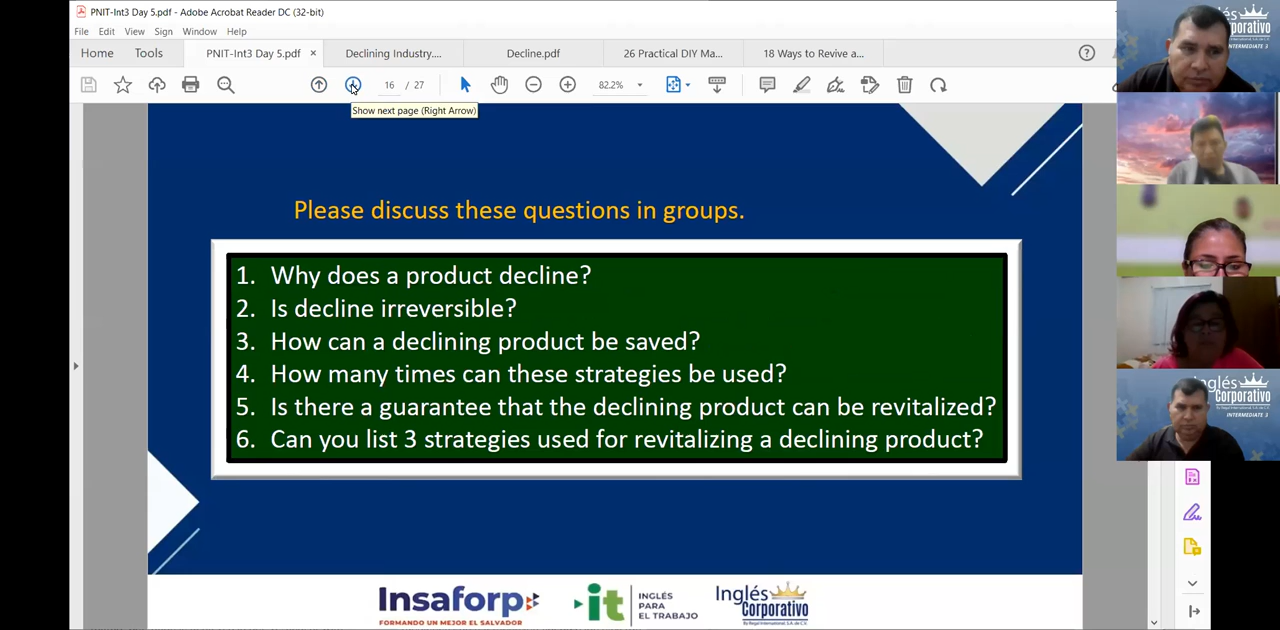 PNIT-Int3 Day 5.pdf - Adobe Acrobat Reader DC (32-bit)
File Edit View Sign Window Help
Home Tools PNIT-Int3 Day 5.pdf × Declining Industry.... Decline.pdf 26 Practical DIY Ma... 18 Ways to Revive a...
16 / 27 82.2%
Show next page (Right Arrow)
Please discuss these questions in groups.
1. Why does a product decline?
2. Is decline irreversible?
3. How can a declining product be saved?
4. How many times can these strategies be used?
5. Is there a guarantee that the declining product can be revitalized?
6. Can you list 3 strategies used for revitalizing a declining product?
Insaforp
FORMANDO UN MEJOR EL SALVADOR
it INGLÉS PARA EL TRABAJO
Inglés Corporativo
INTERMEDIATE 3
INTERMEDIATE 3